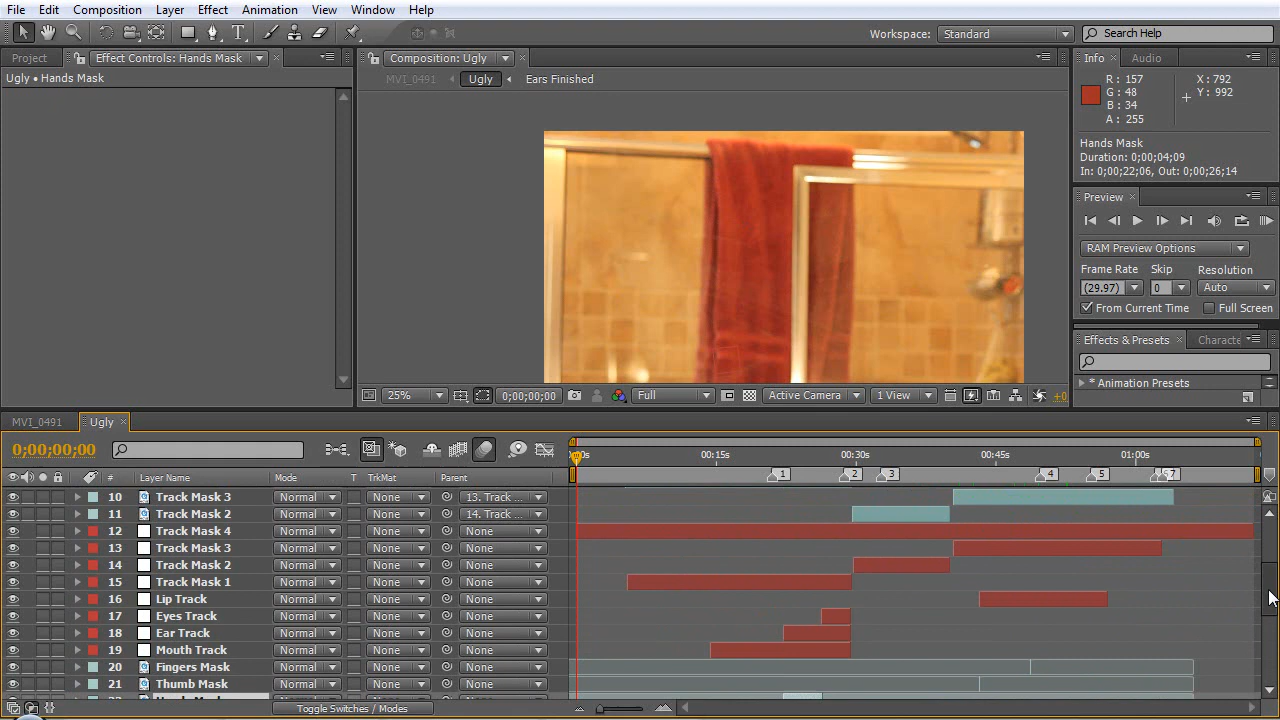 File Edit Composition Layer Effect Animation View Window Help
T Workspace: Standard Search Help
Project Effect Controls: Hands Mask Composition: Ugly Info Audio
Ugly • Hands Mask MVI_0491 Ugly Ears Finished
R: 157 X: 792
G: 48 Y: 992
B: 34
A: 255
Hands Mask
Duration: 0;00;04;09
In: 0;00;22;06, Out: 0;00;26;14
Preview
RAM Preview Options
Frame Rate Skip Resolution
(29.97) 0 Auto
From Current Time Full Screen
Effects & Presets Characte
* Animation Presets
25% 0;00;00;00 Full Active Camera 1 View +0
MVI_0491 Ugly
0;00;00;00 :00s 00:15s 00:30s 00:45s 01:00s
# Layer Name Mode T TrkMat Parent 1 2 3 4 5 7
10 Track Mask 3 Normal None 13. Track ...
11 Track Mask 2 Normal None 14. Track ...
12 Track Mask 4 Normal None None
13 Track Mask 3 Normal None None
14 Track Mask 2 Normal None None
15 Track Mask 1 Normal None None
16 Lip Track Normal None None
17 Eyes Track Normal None None
18 Ear Track Normal None None
19 Mouth Track Normal None None
20 Fingers Mask Normal None None
21 Thumb Mask Normal None None
Toggle Switches / Modes